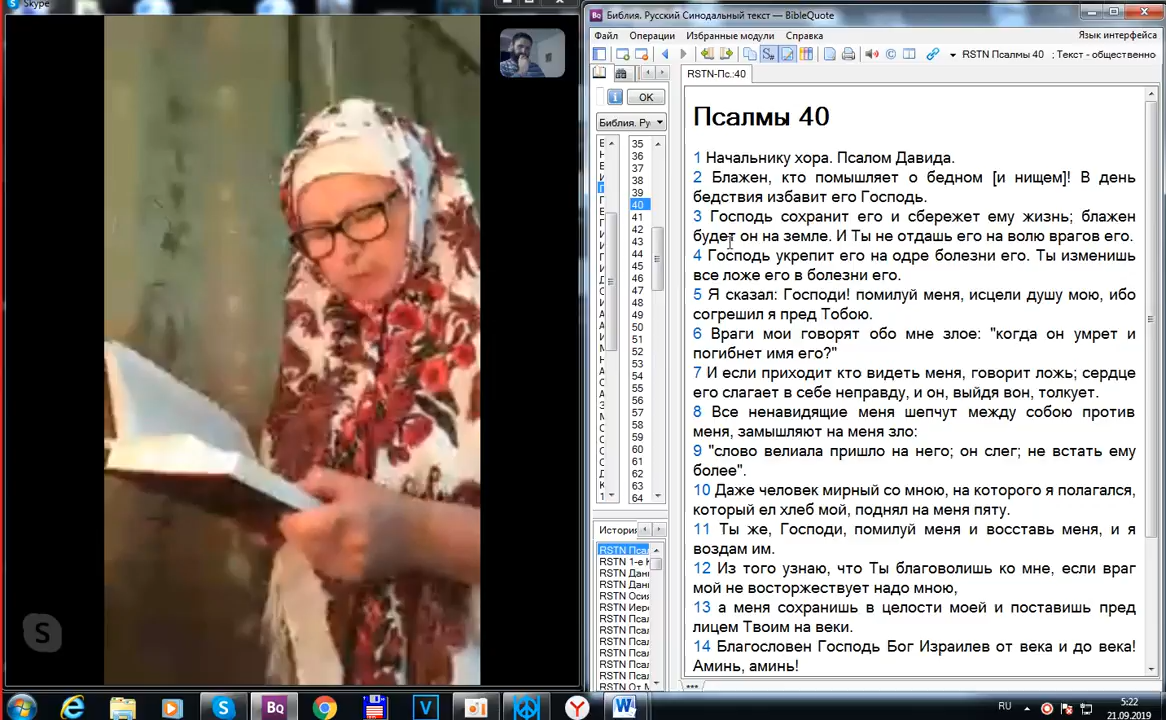 Skype
Библия. Русский Синодальный текст — BibleQuote
Файл Операции Избранные модули Справка Язык интерфейса
RSTN Псалмы 40 ; Текст - общественно
RSTN-Пс.:40
OK
Библия. Ру
35
36
37
38
39
40
41
42
43
44
45
46
47
48
49
50
51
52
53
54
55
56
57
58
59
60
61
62
63
64
История
RSTN Псал
RSTN 1-е К
RSTN Дан
RSTN Дан
RSTN Осия
RSTN Иере
RSTN Псал
RSTN Псал
RSTN Псал
RSTN Псал
RSTN Псал
RSTN От М
Псалмы 40
1 Начальнику хора. Псалом Давида.
2 Блажен, кто помышляет о бедном [и нищем]! В день
бедствия избавит его Господь.
3 Господь сохранит его и сбережет ему жизнь; блажен
будет он на земле. И Ты не отдашь его на волю врагов его.
4 Господь укрепит его на одре болезни его. Ты изменишь
все ложе его в болезни его.
5 Я сказал: Господи! помилуй меня, исцели душу мою, ибо
согрешил я пред Тобою.
6 Враги мои говорят обо мне злое: "когда он умрет и
погибнет имя его?"
7 И если приходит кто видеть меня, говорит ложь; сердце
его слагает в себе неправду, и он, выйдя вон, толкует.
8 Все ненавидящие меня шепчут между собою против
меня, замышляют на меня зло:
9 "слово велиала пришло на него; он слег; не встать ему
более".
10 Даже человек мирный со мною, на которого я полагался,
который ел хлеб мой, поднял на меня пяту.
11 Ты же, Господи, помилуй меня и восставь меня, и я
воздам им.
12 Из того узнаю, что Ты благоволишь ко мне, если враг
мой не восторжествует надо мною,
13 а меня сохранишь в целости моей и поставишь пред
лицем Твоим на веки.
14 Благословен Господь Бог Израилев от века и до века!
Аминь, аминь!
RU
5:22
21.09.2019